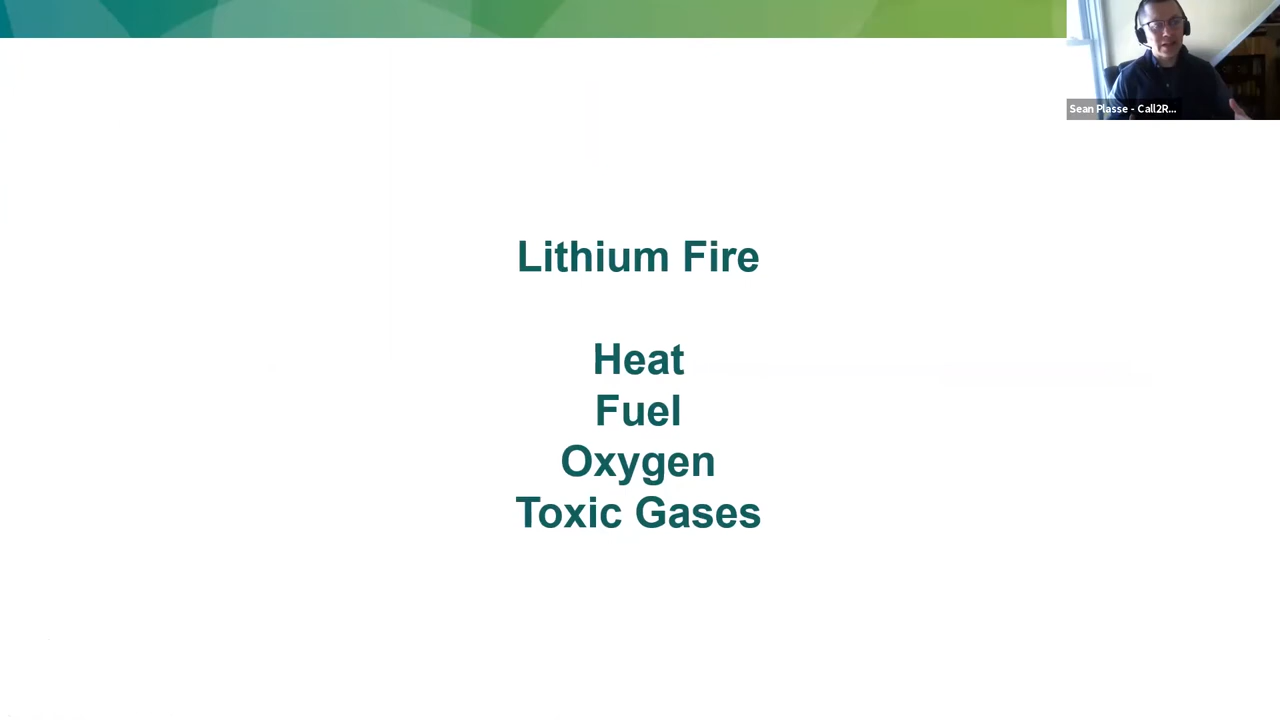 Sean Plasse - Call2R...
Lithium Fire
Heat
Fuel
Oxygen
Toxic Gases